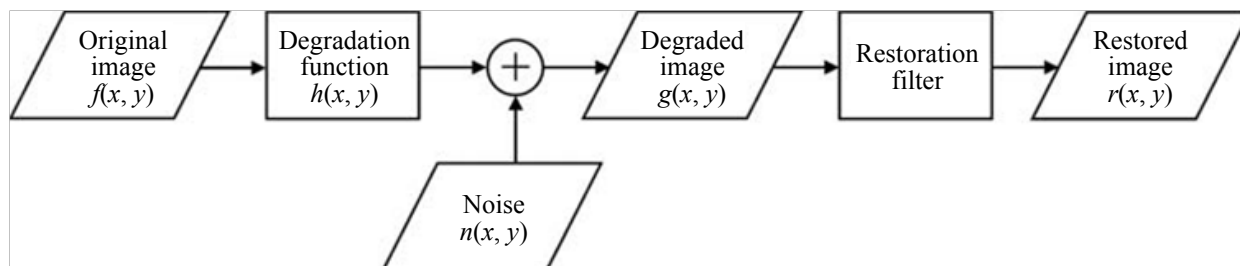 Original
image
f(x, y)
Degradation
function
h(x, y)
+
Degraded
image
g(x, y)
Restoration
filter
Restored
image
r(x, y)
Noise
n(x, y)